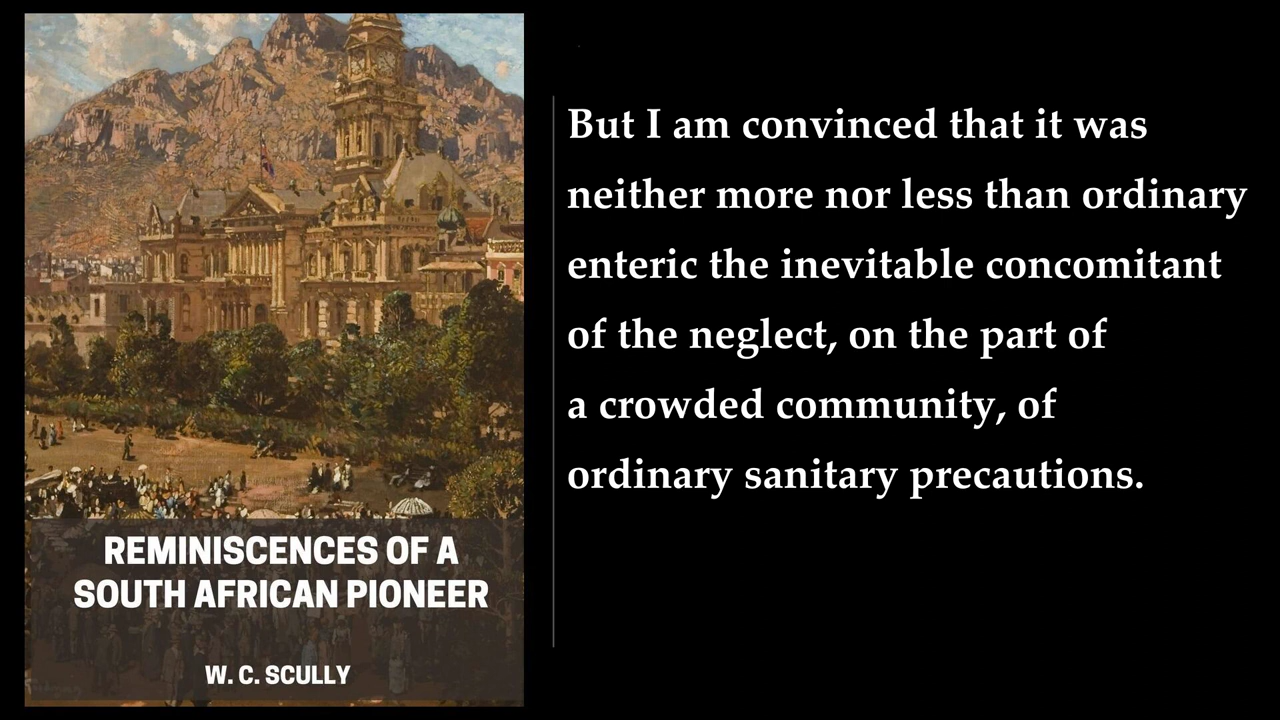 REMINISCENCES OF A
SOUTH AFRICAN PIONEER
W. C. SCULLY
But I am convinced that it was
neither more nor less than ordinary
enteric the inevitable concomitant
of the neglect, on the part of
a crowded community, of
ordinary sanitary precautions.